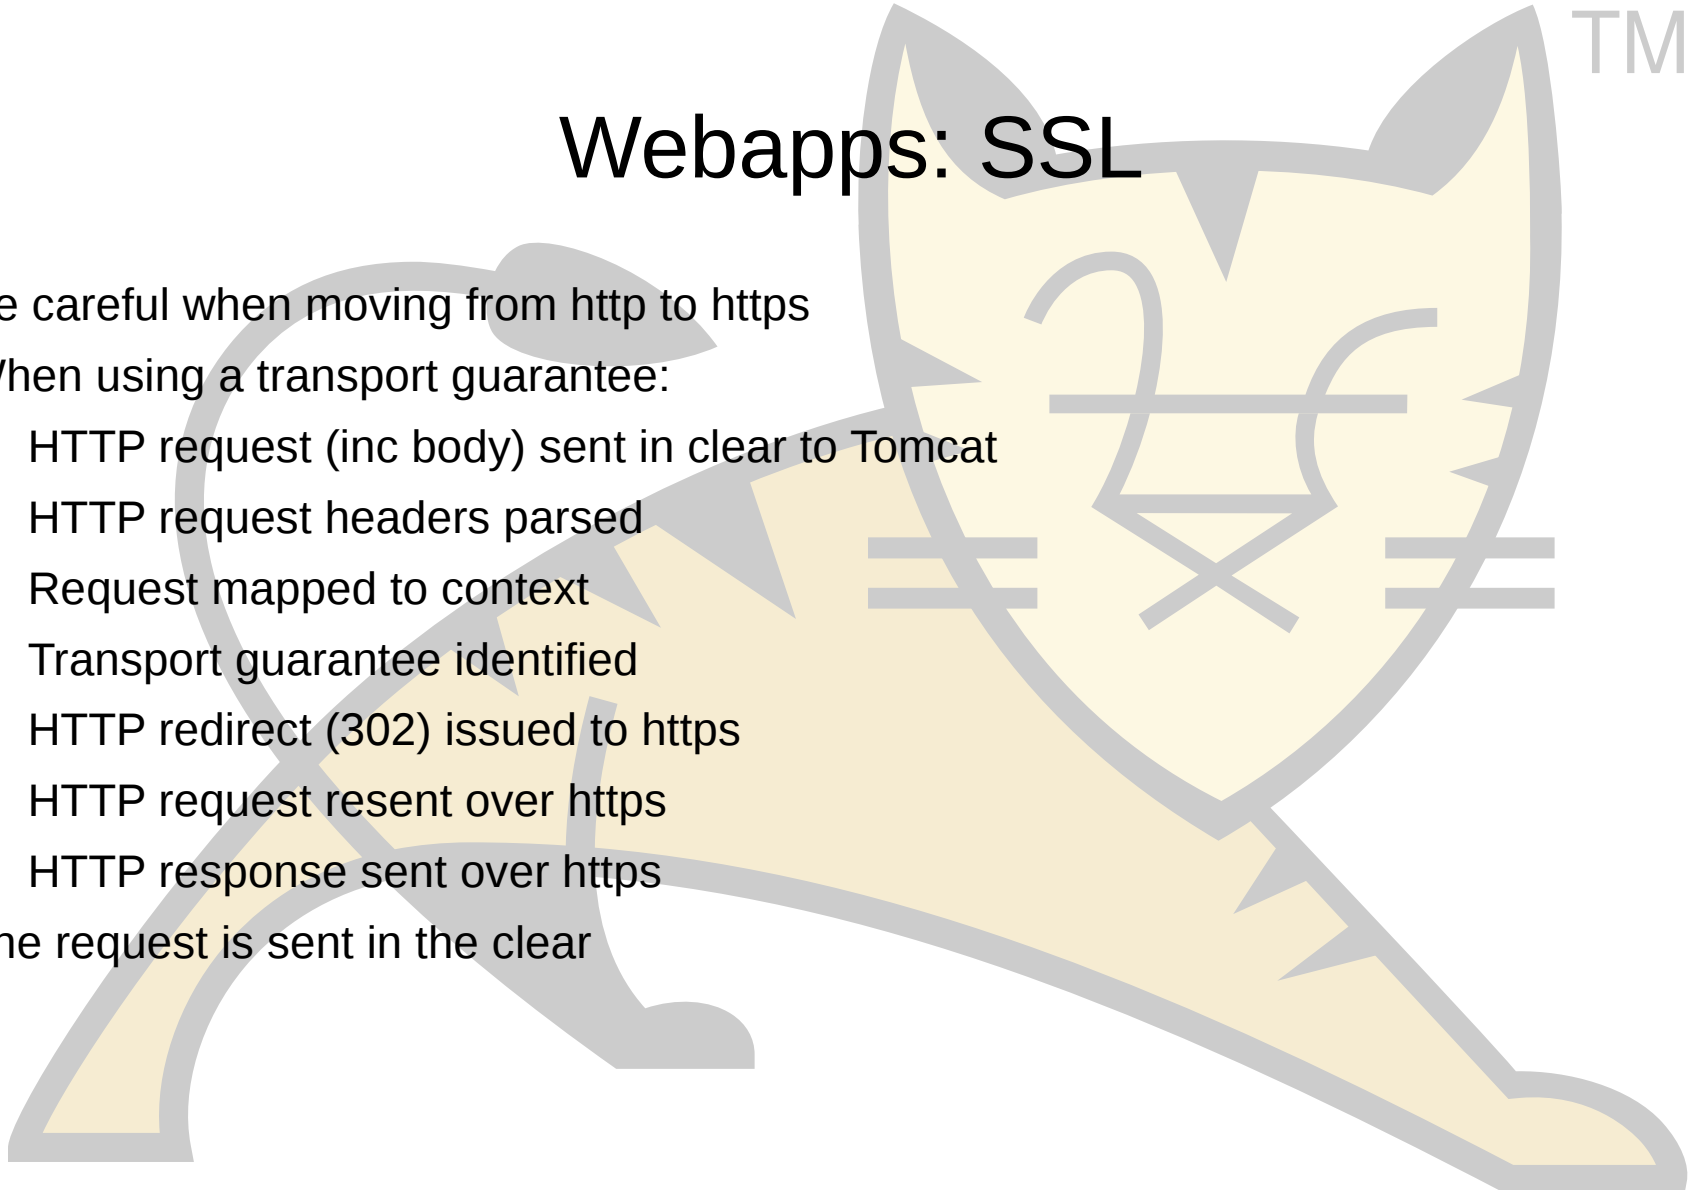 TM
Webapps: SSL
e careful when moving from http to https
hen using a transport guarantee:
HTTP request (inc body) sent in clear to Tomcat
HTTP request headers parsed
Request mapped to context
Transport guarantee identified
HTTP redirect (302) issued to https
HTTP request resent over https
HTTP response sent over https
he request is sent in the clear